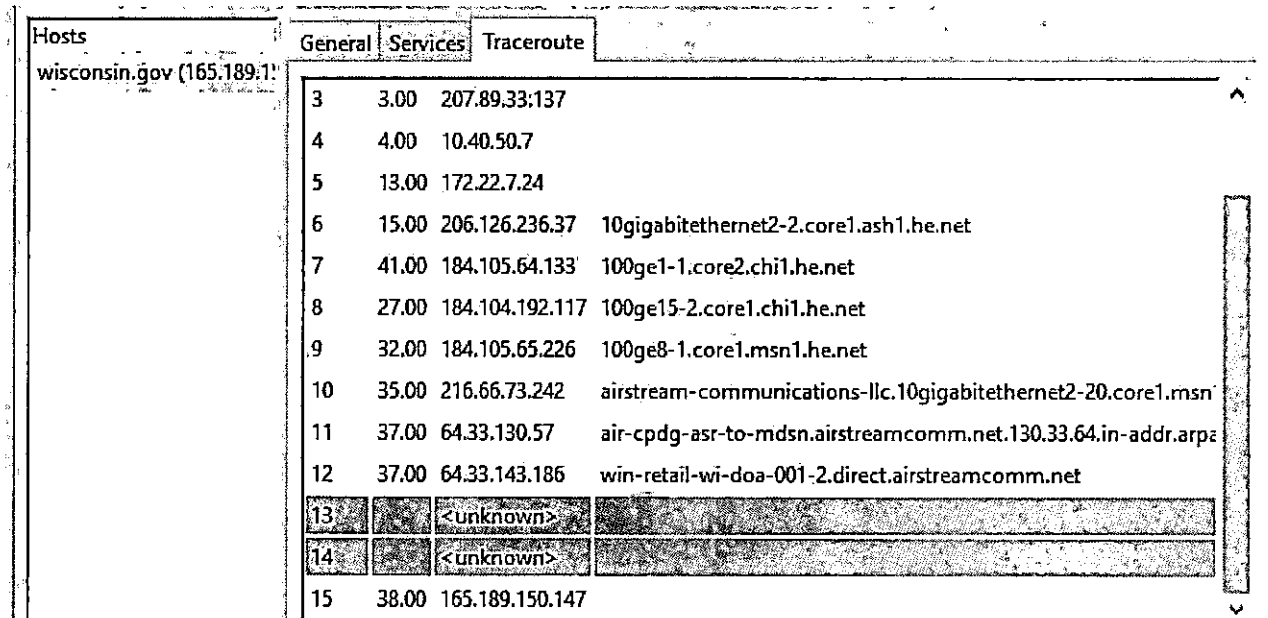 Hosts
General Services Traceroute
wisconsin.gov (165.189.1
3 3.00 207.89.33.137
4 4.00 10.40.50.7
5 13.00 172.22.7.24
6 15.00 206.126.236.37 10gigabitethernet2-2.core1.ash1.he.net
7 41.00 184.105.64.133 100ge1-1.core2.chi1.he.net
8 27.00 184.104.192.117 100ge15-2.core1.chi1.he.net
9 32.00 184.105.65.226 100ge8-1.core1.msn1.he.net
10 35.00 216.66.73.242 airstream-communications-llc.10gigabitethernet2-20.core1.msn
11 37.00 64.33.130.57 air-cpdg-asr-to-mdsn.airstreamcomm.net.130.33.64.in-addr.arpa
12 37.00 64.33.143.186 win-retail-wi-doa-001-2.direct.airstreamcomm.net
13 <unknown>
14 <unknown>
15 38.00 165.189.150.147